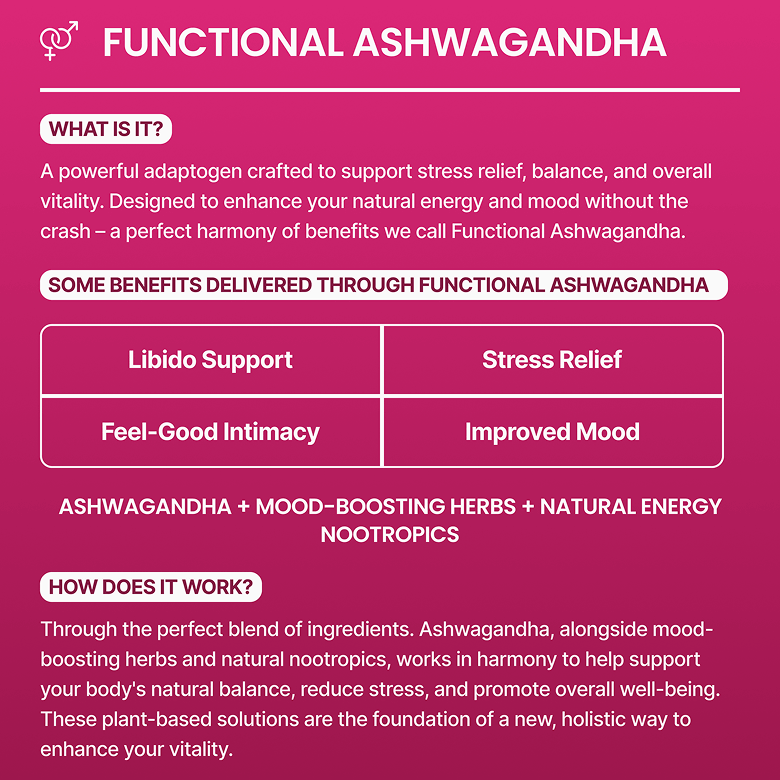 FUNCTIONAL ASHWAGANDHA
WHAT IS IT?
A powerful adaptogen crafted to support stress relief, balance, and overall
vitality. Designed to enhance your natural energy and mood without the
crash – a perfect harmony of benefits we call Functional Ashwagandha.
SOME BENEFITS DELIVERED THROUGH FUNCTIONAL ASHWAGANDHA
Libido Support
Stress Relief
Feel-Good Intimacy
Improved Mood
ASHWAGANDHA + MOOD-BOOSTING HERBS + NATURAL ENERGY
NOOTROPICS
HOW DOES IT WORK?
Through the perfect blend of ingredients. Ashwagandha, alongside mood-
boosting herbs and natural nootropics, works in harmony to help support
your body's natural balance, reduce stress, and promote overall well-being.
These plant-based solutions are the foundation of a new, holistic way to
enhance your vitality.